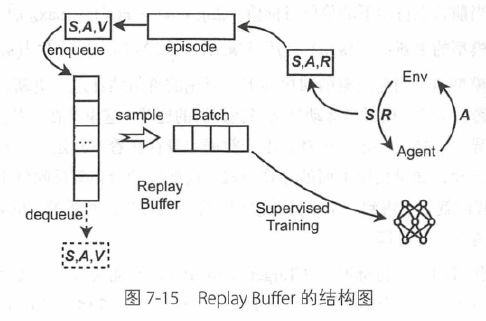 S,A,V
episode
enqueue
S,A,R
Env
S R
A
Agent
sample
Batch
...
Replay
Buffer
dequeue
Supervised
Training
S,A,V
图 7-15 Replay Buffer 的结构图